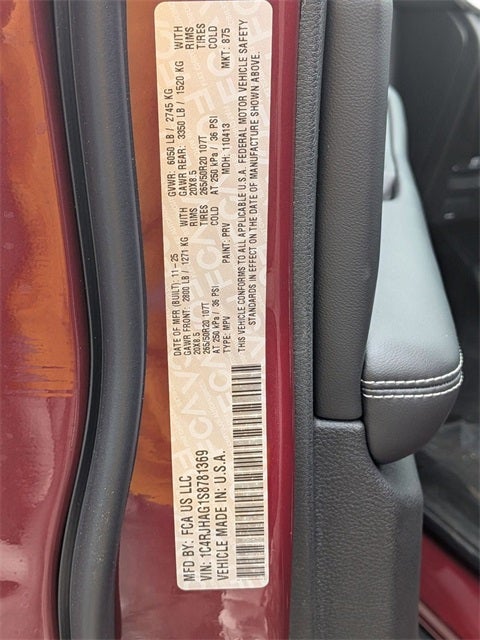 MFD BY: FCA US LLC
DATE OF MFR (BUILT): 11-25
GVWR: 6050 LB / 2745 KG
GAWR FRONT: 2800 LB / 1271 KG WITH
GAWR REAR: 3350 LB / 1520 KG WITH
20X8.5 RIMS
20X8.5 RIMS
265/50R20 107T TIRES
265/50R20 107T TIRES
AT 250 kPa / 36 PSI COLD
AT 250 kPa / 36 PSI COLD
VIN: 1C4RJHAG1S8781369
TYPE: MPV PAINT: PRV MDH: 110413 MKT: 875
VEHICLE MADE IN: U.S.A.
THIS VEHICLE CONFORMS TO ALL APPLICABLE U.S.A. FEDERAL MOTOR VEHICLE SAFETY
STANDARDS IN EFFECT ON THE DATE OF MANUFACTURE SHOWN ABOVE.